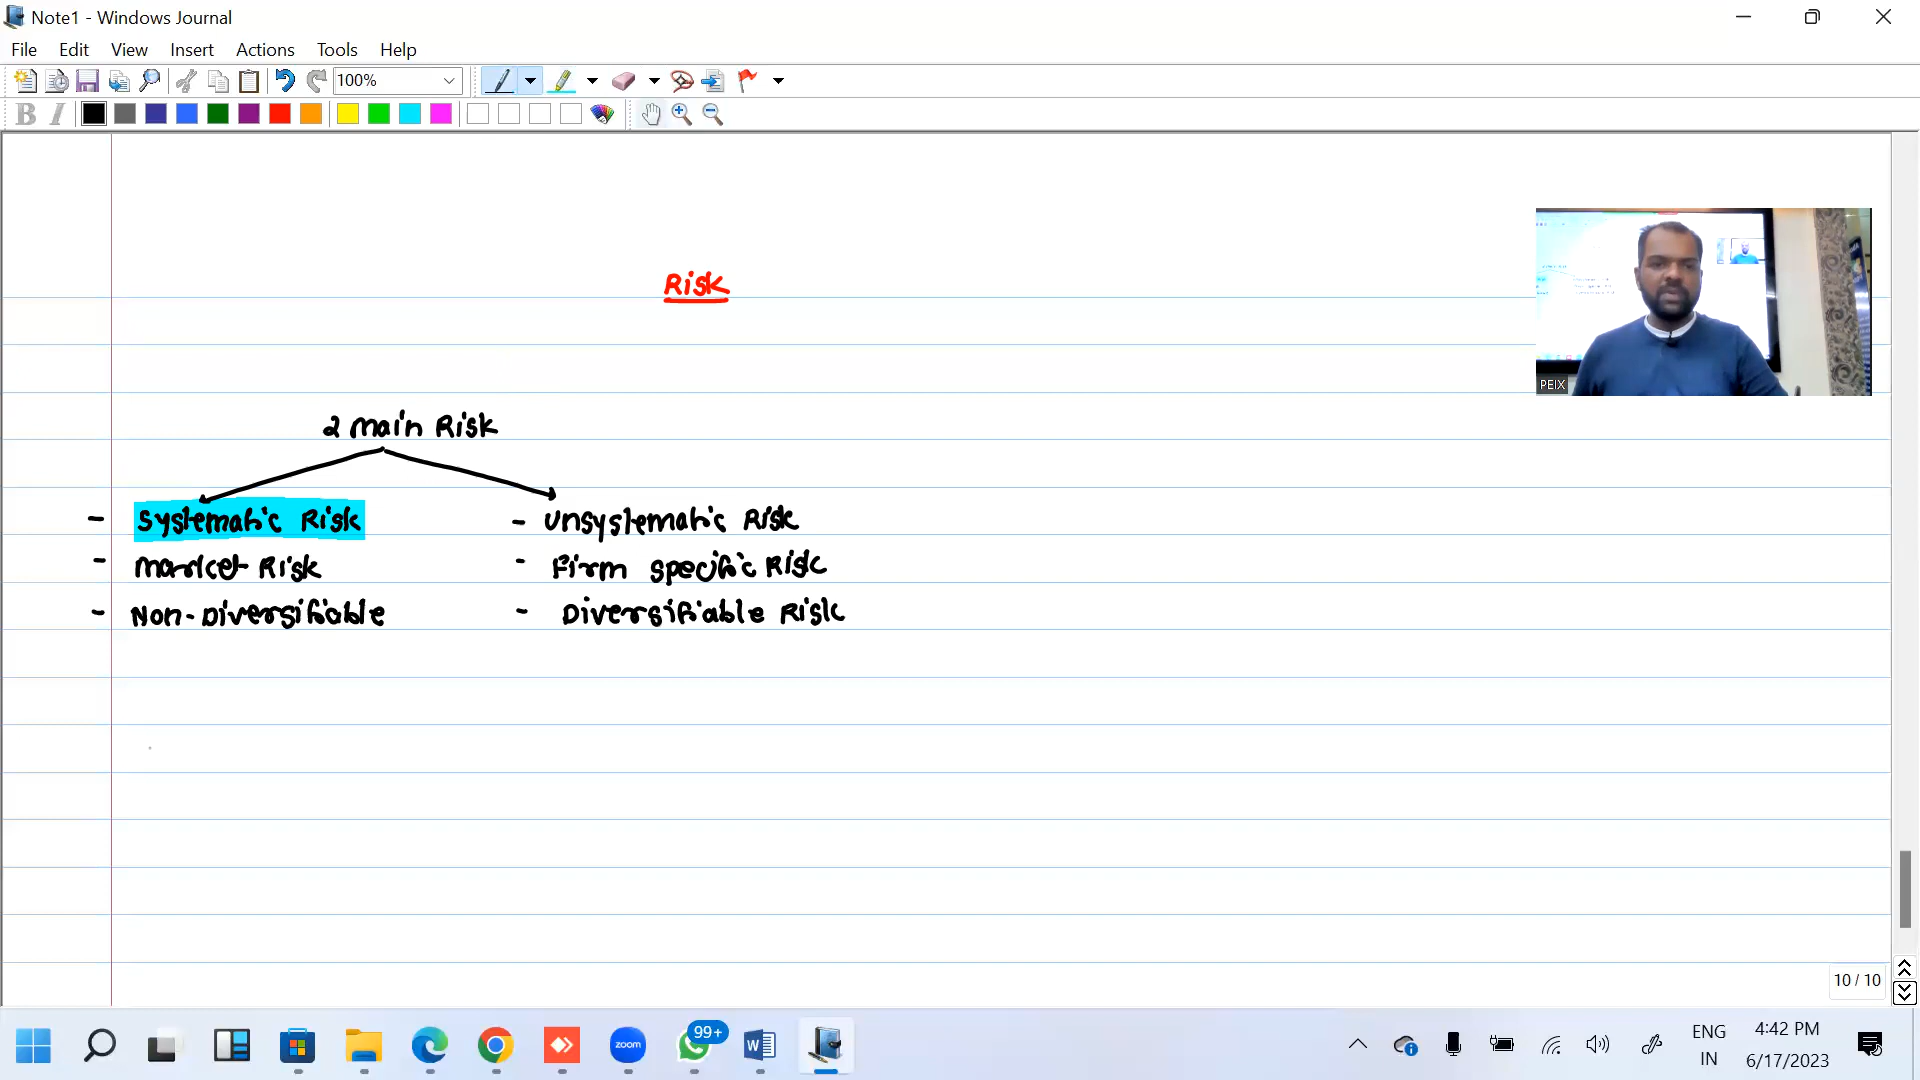 Note1 - Windows Journal
File Edit View Insert Actions Tools Help
100%
B I
Risk
PEIX
2 main Risk
- Systematic Risk - Unsystematic Risk
- Market Risk - Firm specific Risk
- Non-Diversifiable - Diversifiable Risk
10 / 10
99+
zoom
ENG
IN
4:42 PM
6/17/2023